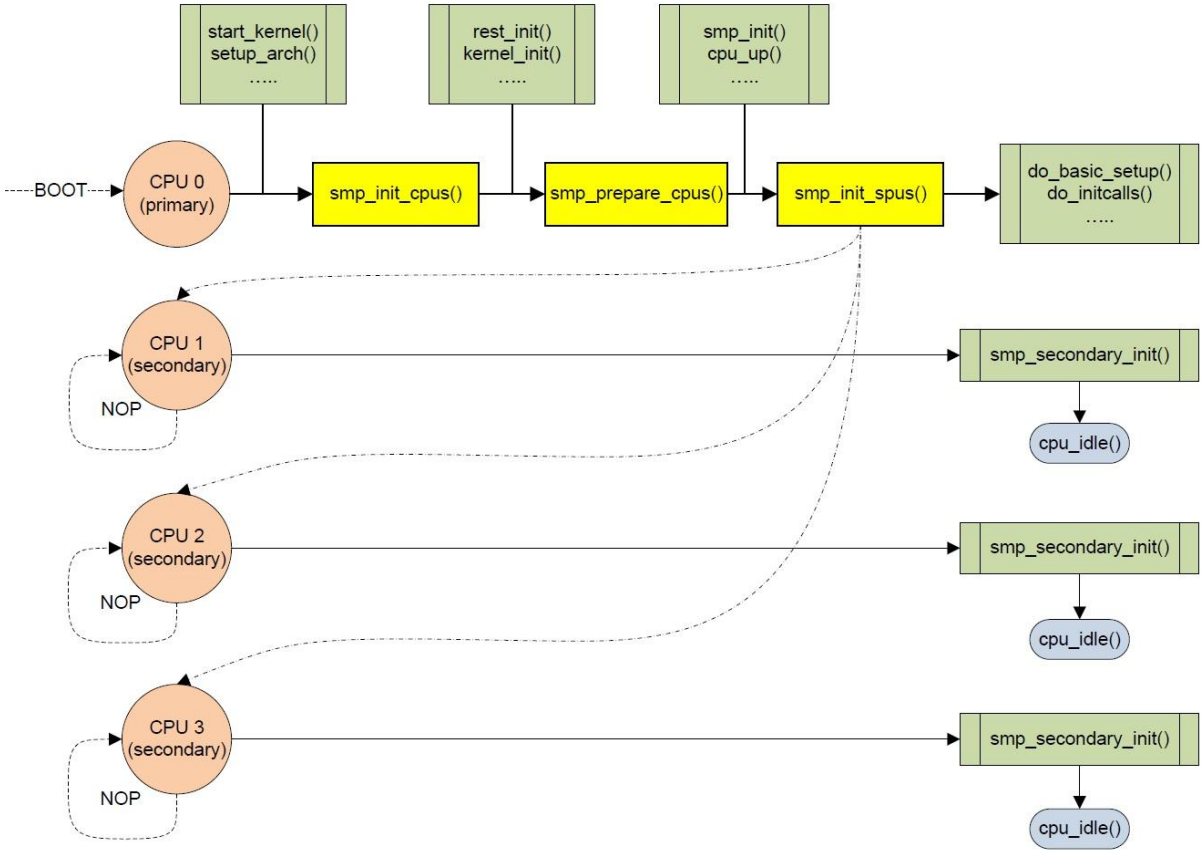 start_kernel()
setup_arch()
…..
rest_init()
kernel_init()
…..
smp_init()
cpu_up()
…..
BOOT
CPU 0
(primary)
smp_init_cpus()
smp_prepare_cpus()
smp_init_spus()
do_basic_setup()
do_initcalls()
…..
CPU 1
(secondary)
NOP
smp_secondary_init()
cpu_idle()
CPU 2
(secondary)
NOP
smp_secondary_init()
cpu_idle()
CPU 3
(secondary)
NOP
smp_secondary_init()
cpu_idle()